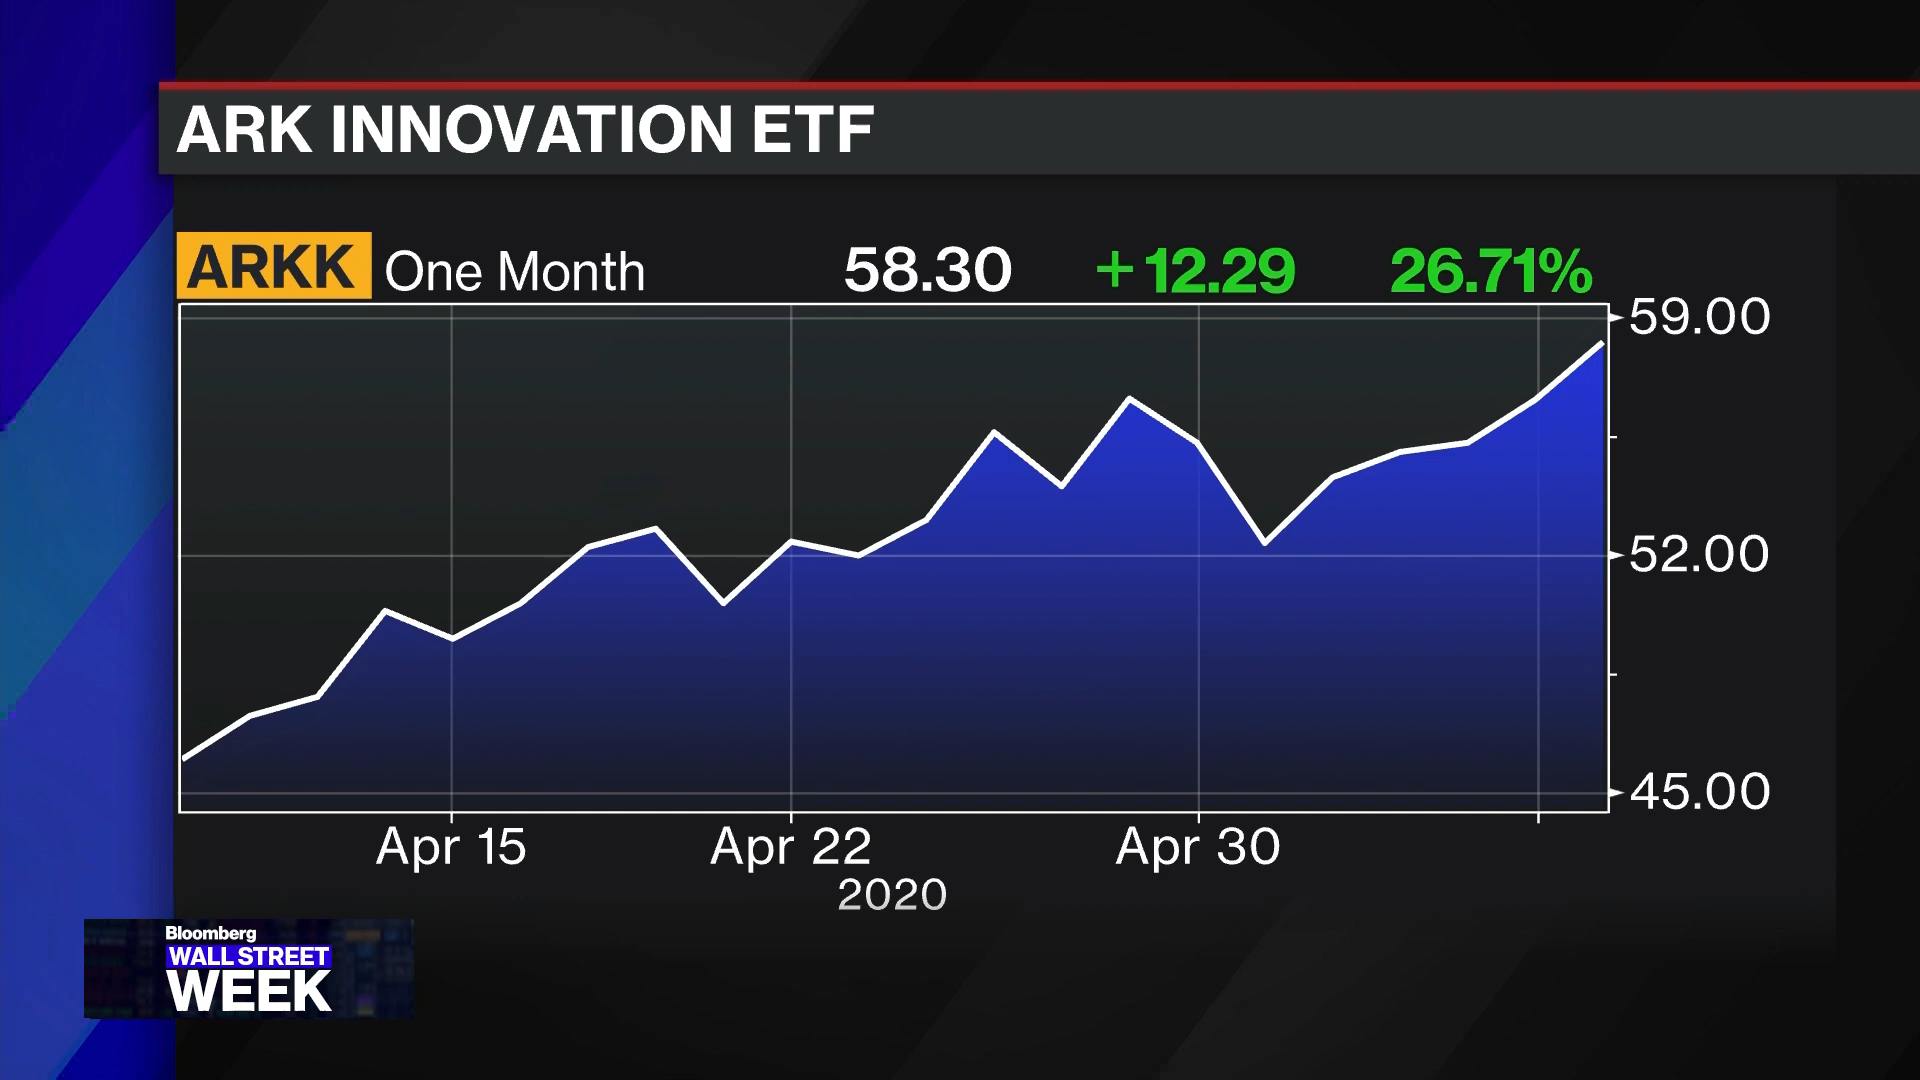 ARK INNOVATION ETF
ARKK One Month 58.30 +12.29 26.71%
59.00
52.00
45.00
Apr 15 Apr 22 Apr 30
2020
Bloomberg
WALL STREET
WEEK